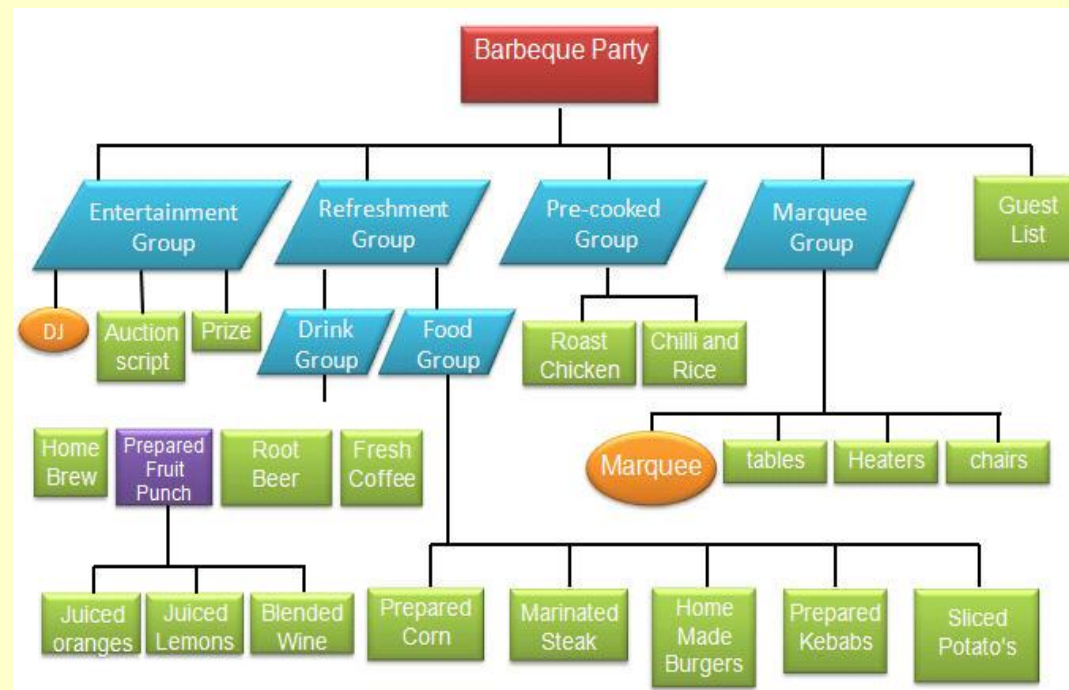 Barbeque Party
Entertainment
Group
Refreshment
Group
Pre-cooked
Group
Marquee
Group
Guest
List
DJ
Auction
script
Prize
Drink
Group
Food
Group
Roast
Chicken
Chilli and
Rice
Home
Brew
Prepared
Fruit
Punch
Root
Beer
Fresh
Coffee
Marquee
tables
Heaters
chairs
Juiced
oranges
Juiced
Lemons
Blended
Wine
Prepared
Corn
Marinated
Steak
Home
Made
Burgers
Prepared
Kebabs
Sliced
Potato's